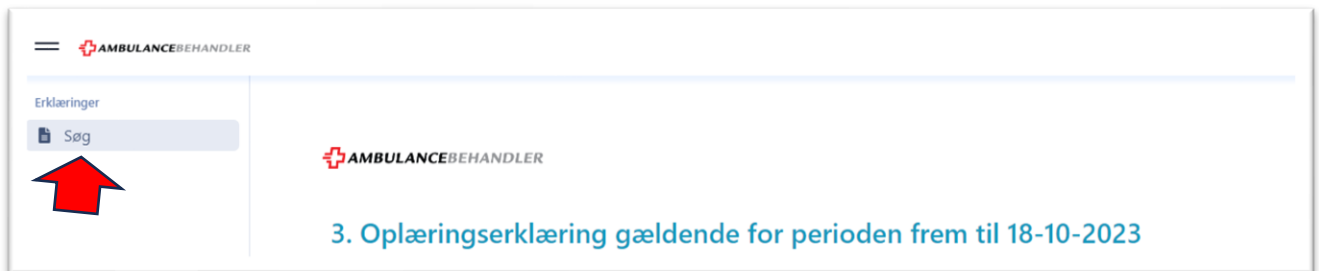 AMBULANCEBEHANDLER
Erklæringer
Søg
AMBULANCEBEHANDLER
3. Oplæringserklæring gældende for perioden frem til 18-10-2023